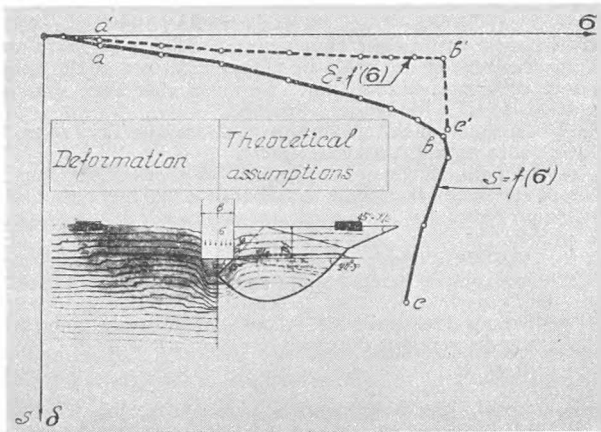 σ
a'
b'
a
ε=f'(σ)
c'
b
Deformation
Theoretical
assumptions
s=f(σ)
c
s δ